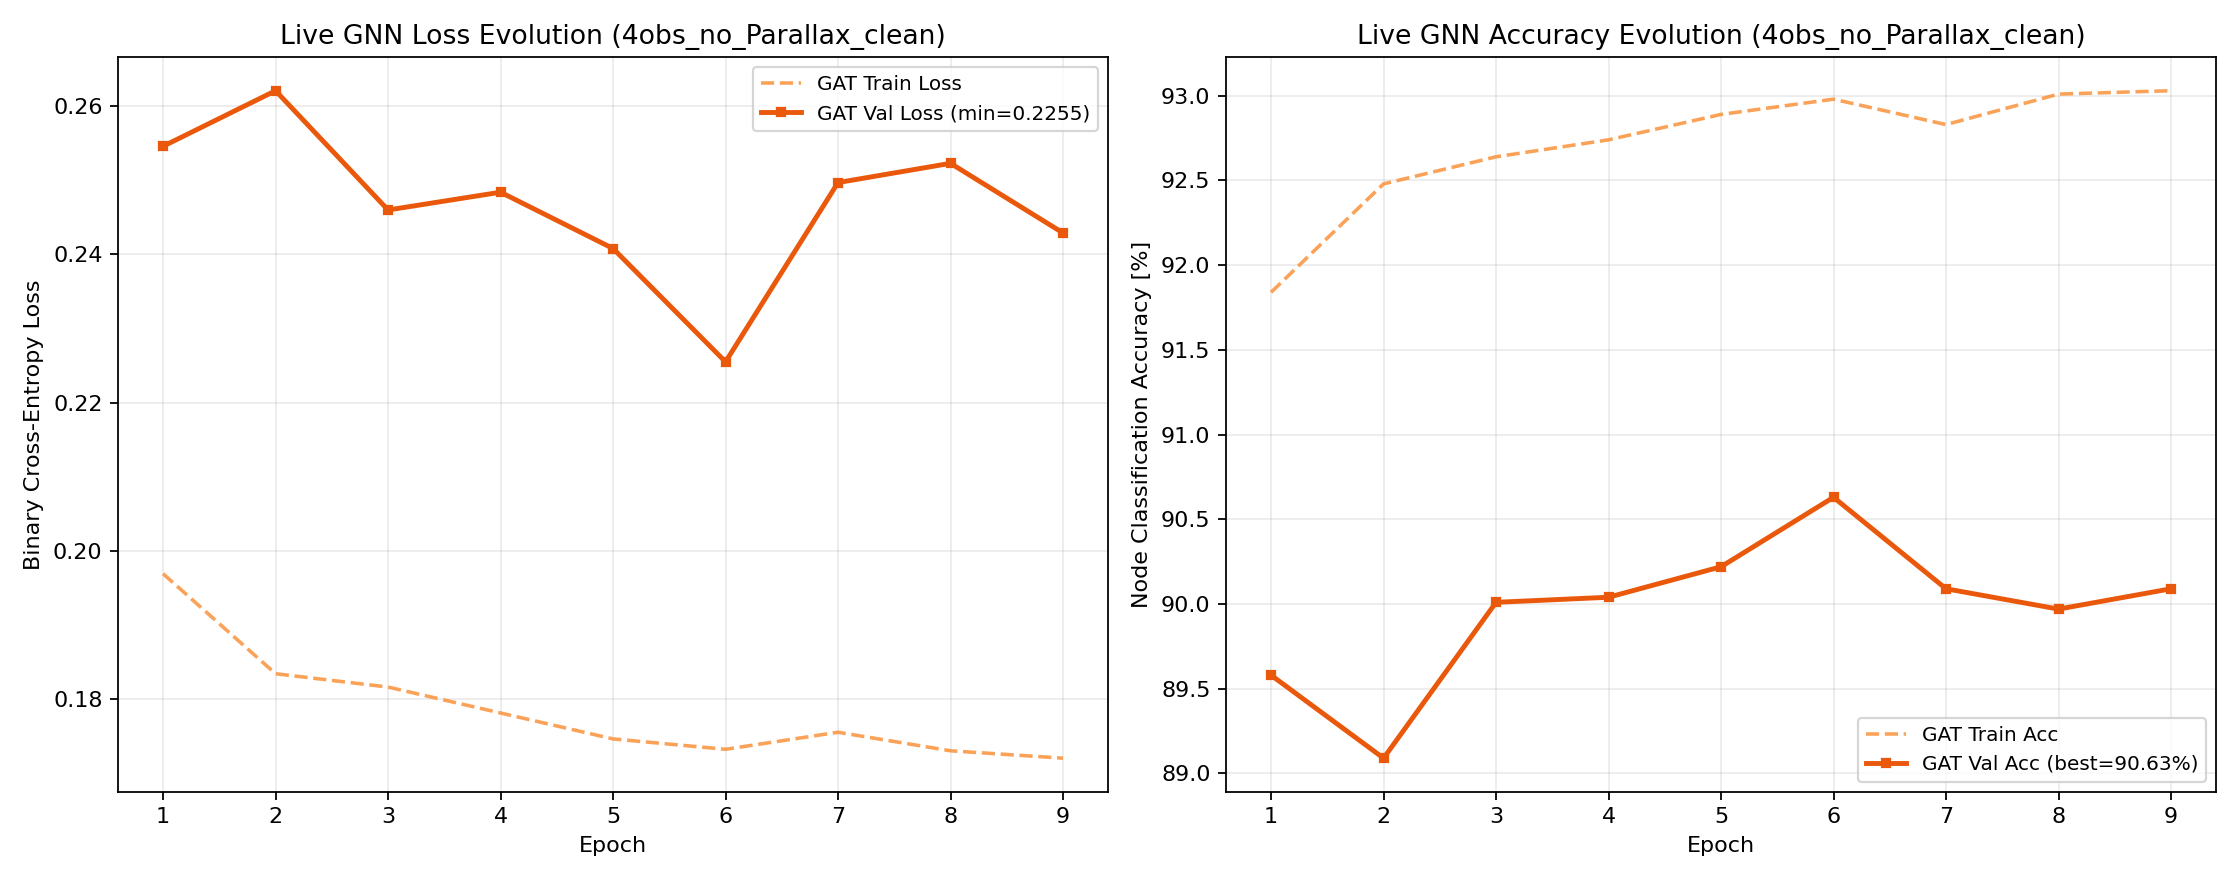 Live GNN Loss Evolution (4obs_no_Parallax_clean)
GAT Train Loss
GAT Val Loss (min=0.2255)
0.26
0.24
0.22
0.20
0.18
Binary Cross-Entropy Loss
1 2 3 4 5 6 7 8 9
Epoch
Live GNN Accuracy Evolution (4obs_no_Parallax_clean)
93.0
92.5
92.0
91.5
91.0
90.5
90.0
89.5
89.0
Node Classification Accuracy [%]
GAT Train Acc
GAT Val Acc (best=90.63%)
1 2 3 4 5 6 7 8 9
Epoch